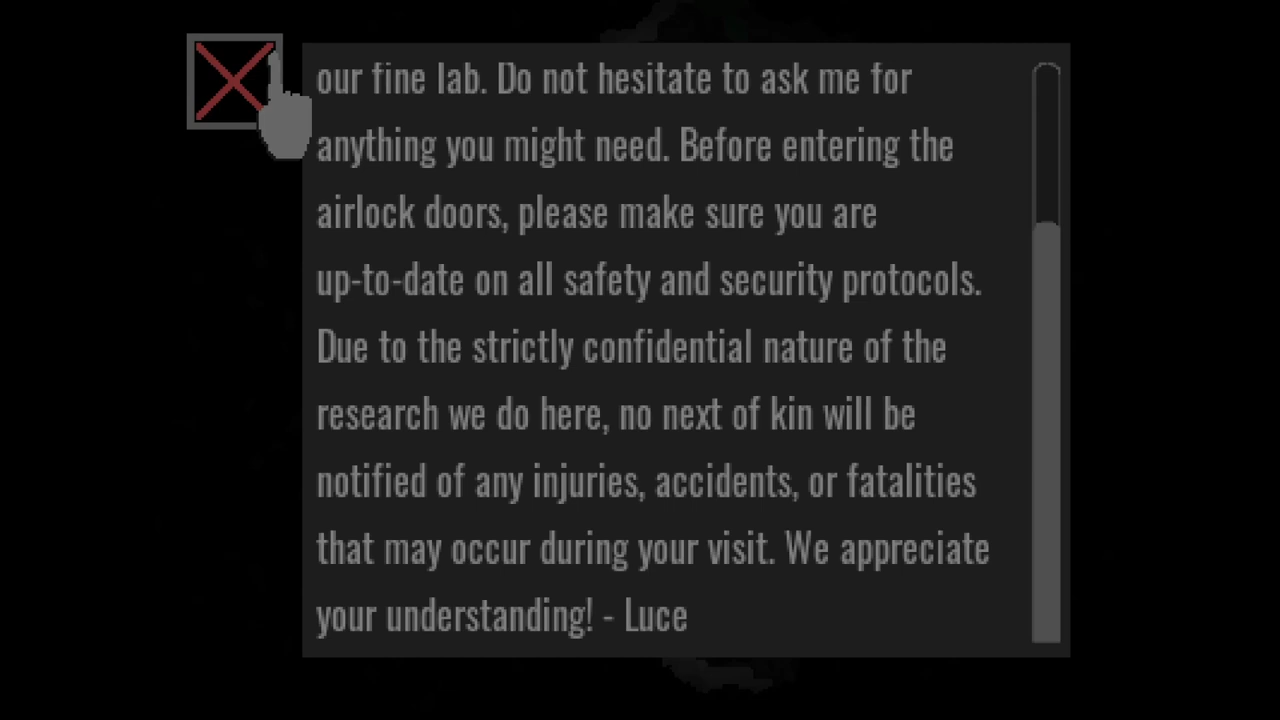 our fine lab. Do not hesitate to ask me for
anything you might need. Before entering the
airlock doors, please make sure you are
up-to-date on all safety and security protocols.
Due to the strictly confidential nature of the
research we do here, no next of kin will be
notified of any injuries, accidents, or fatalities
that may occur during your visit. We appreciate
your understanding! - Luce